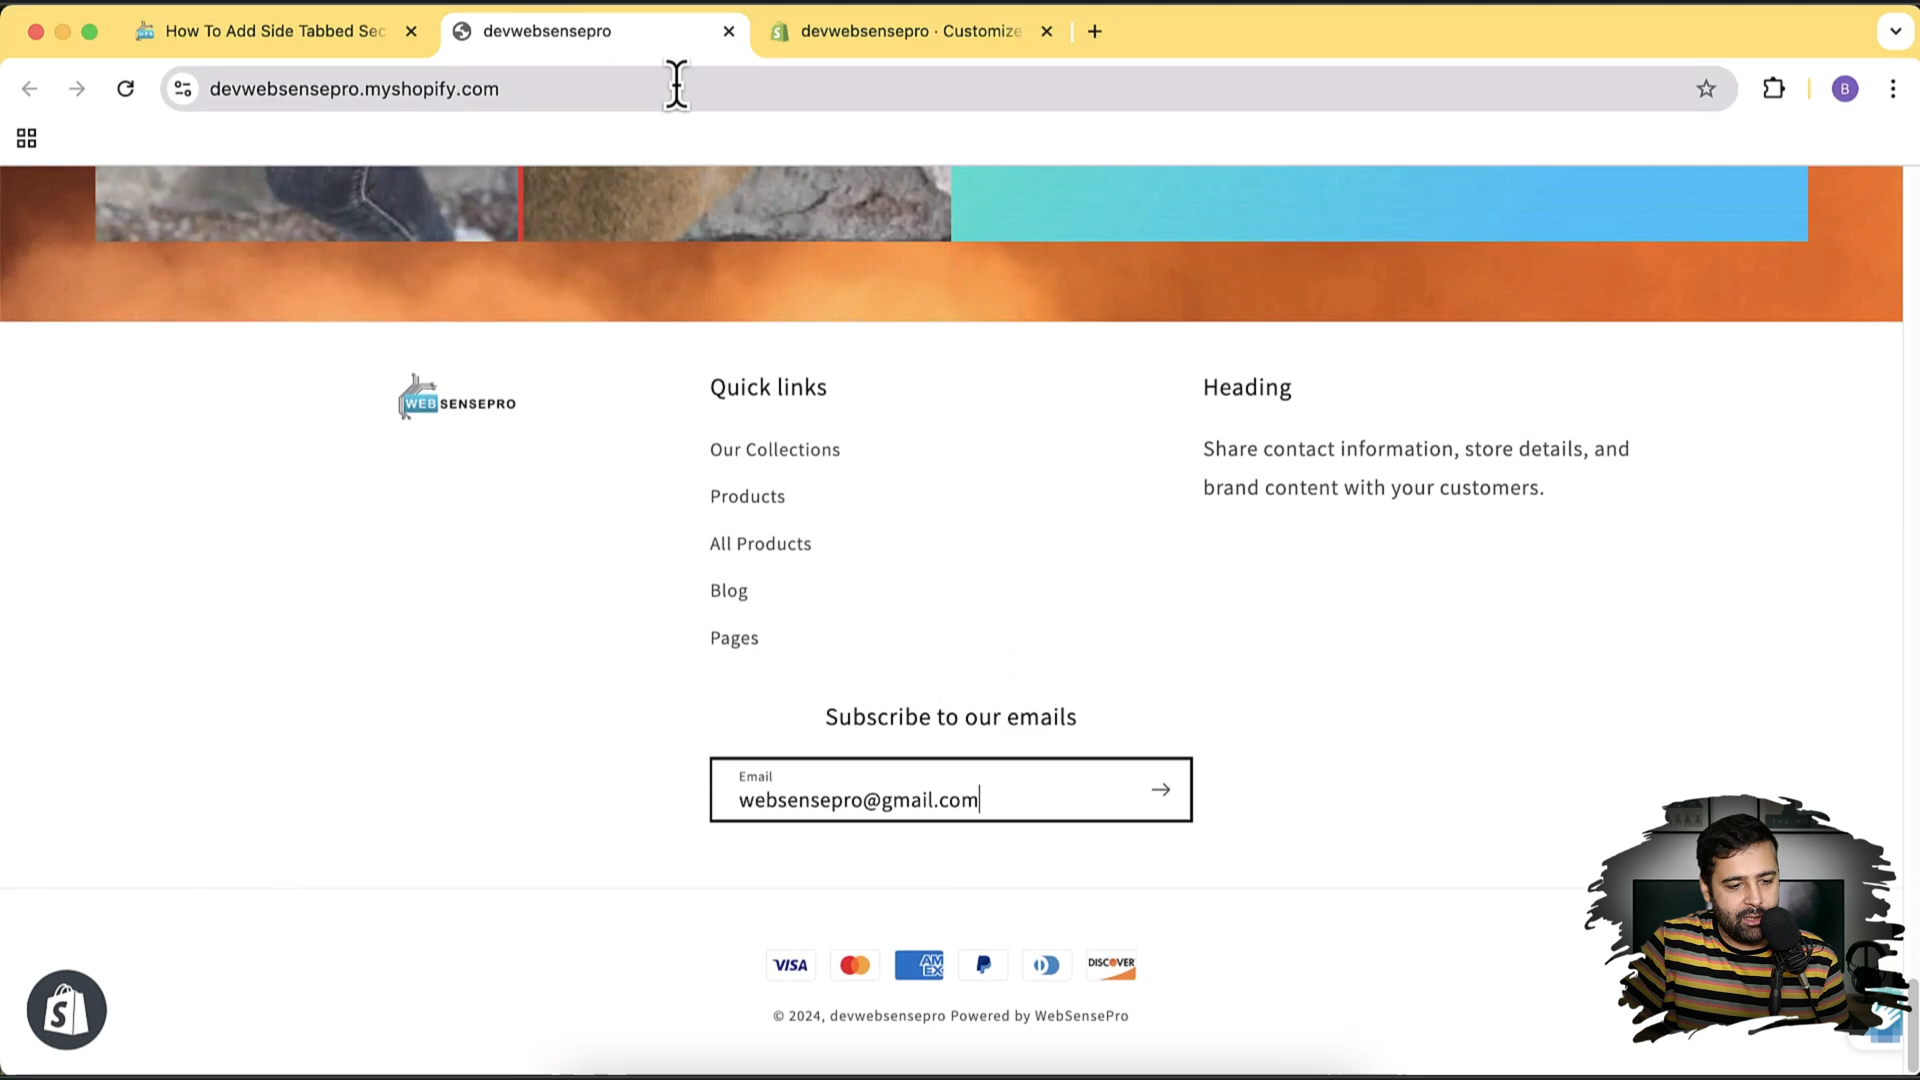 How To Add Side Tabbed Sec
devwebsensepro
devwebsensepro · Customize
devwebsensepro.myshopify.com
B
WEBSENSEPRO
Quick links
Our Collections
Products
All Products
Blog
Pages
Heading
Share contact information, store details, and
brand content with your customers.
Subscribe to our emails
Email
websensepro@gmail.com
VISA
AMEX
DISCOVER
© 2024, devwebsensepro Powered by WebSensePro